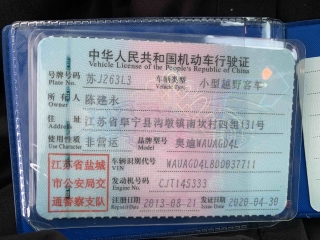 中华人民共和国机动车行驶证
Vehicle License of the People's Republic of China
号牌号码 苏JZ63L3 车辆类型 小型越野客车
Plate No. Vehicle Type
所有人 陈建永
Owner
住址 江苏省阜宁县沟墩镇南坎村四组131号
Address
使用性质 非营运 品牌型号 奥迪WAUAGD4L
Use Character Model
江苏省盐城
市公安局交
通警察支队
车辆识别代号 WAUAGD4L8DD837711
VIN
发动机号码 CJT145333
Engine No.
注册日期 2013-08-21 发证日期 2020-04-30
Register Date Issue Date